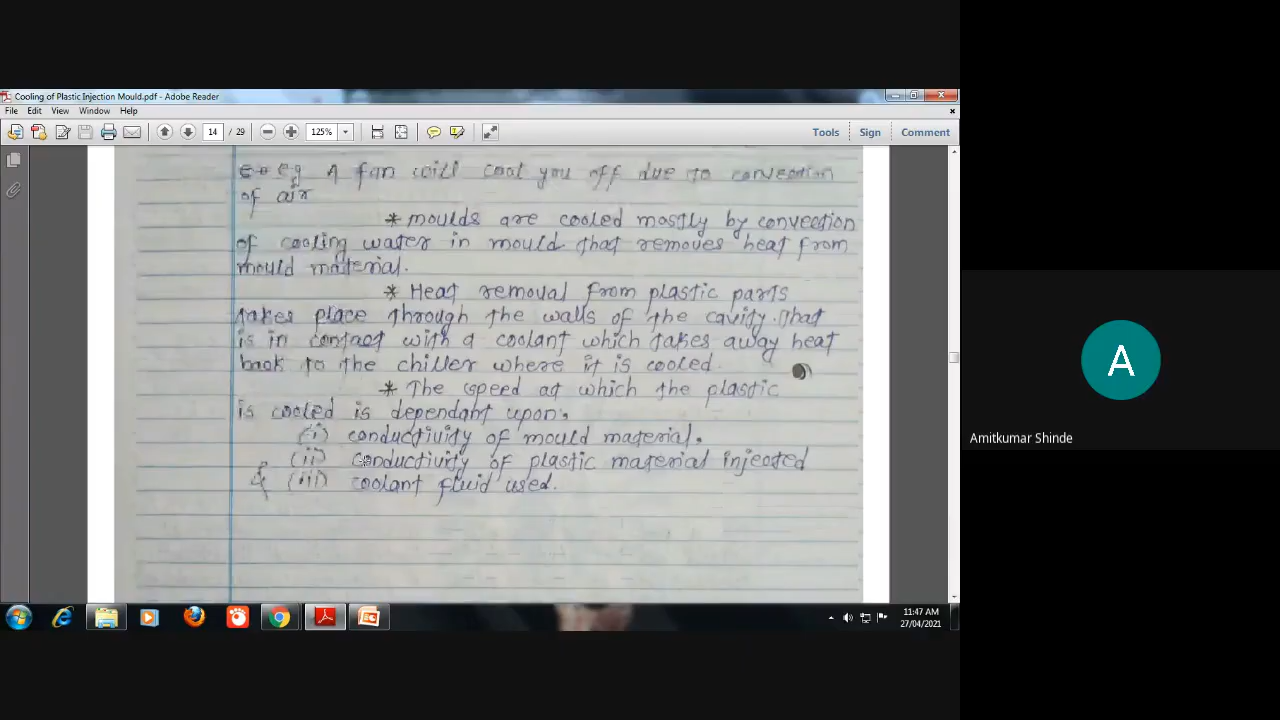 Cooling of Plastic Injection Mould.pdf - Adobe Reader
File Edit View Window Help
14 / 29 125% Tools Sign Comment
eg A fan will cool you off due to convection
of air
* moulds are cooled mostly by convection
of cooling water in mould that removes heat from
mould material.
* Heat removal from plastic parts
takes place through the walls of the cavity. that
is in contact with a coolant which takes away heat
back to the chiller where it is cooled.
* The speed at which the plastic
is cooled is dependant upon.
(i) conductivity of mould material.
(ii) conductivity of plastic material injected
& (iii) coolant fluid used.
A
Amitkumar Shinde
11:47 AM
27/04/2021